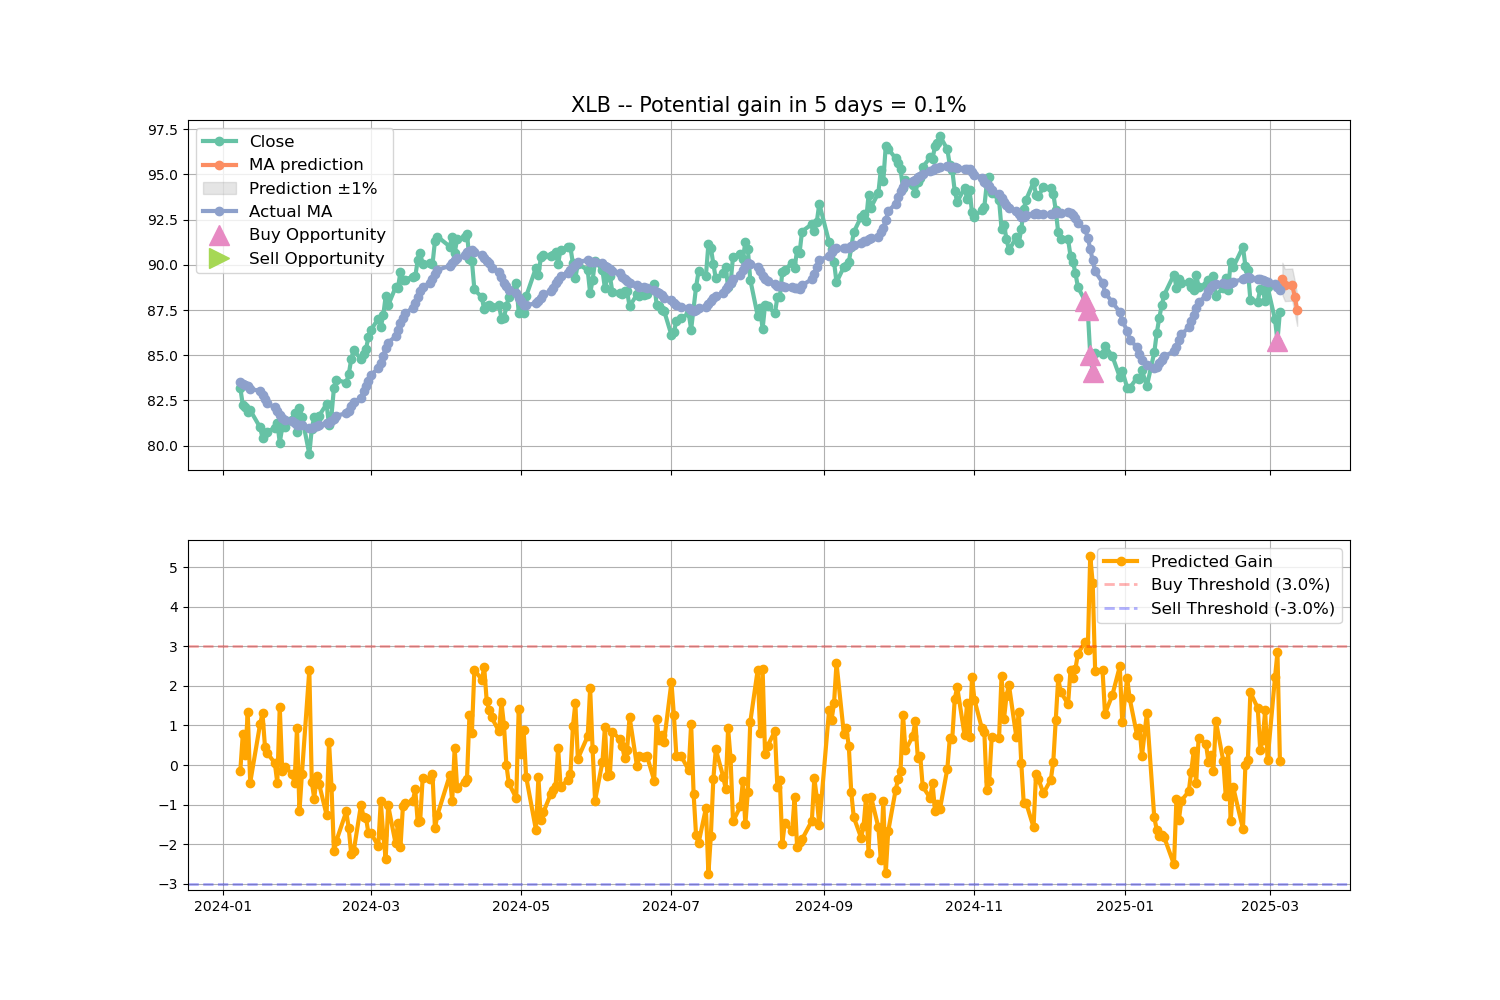 XLB -- Potential gain in 5 days = 0.1%
97.5
95.0
92.5
90.0
87.5
85.0
82.5
80.0
Close
MA prediction
Prediction ±1%
Actual MA
Buy Opportunity
Sell Opportunity
5
4
3
2
1
0
−1
−2
−3
Predicted Gain
Buy Threshold (3.0%)
Sell Threshold (-3.0%)
2024-01
2024-03
2024-05
2024-07
2024-09
2024-11
2025-01
2025-03